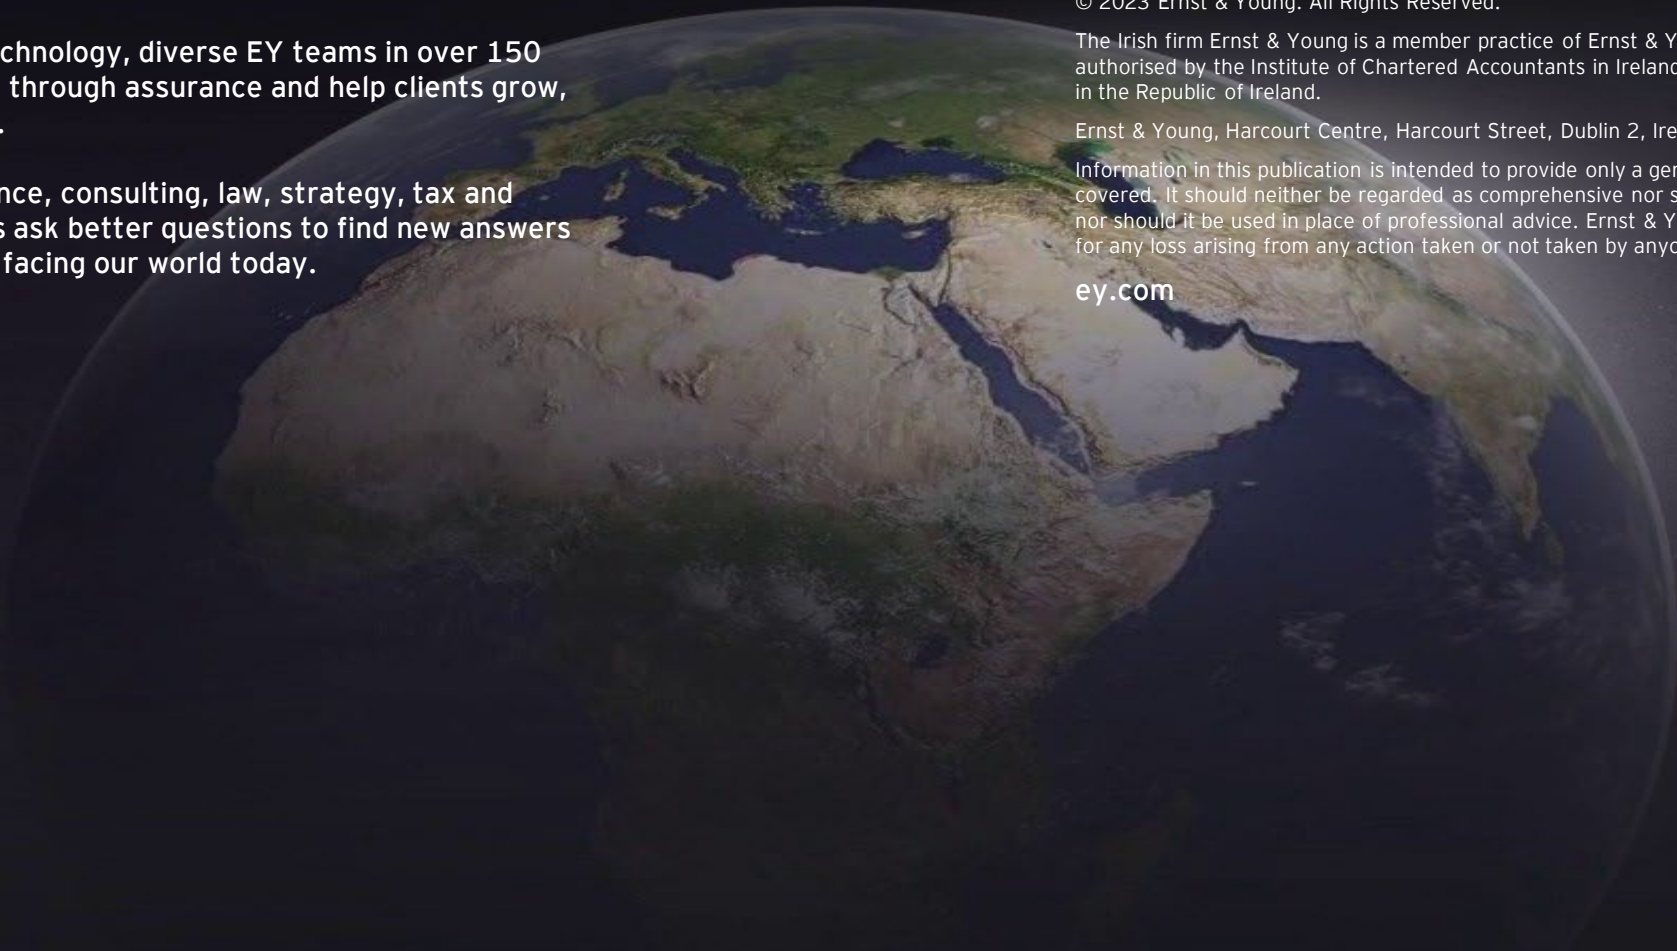 chnology, diverse EY teams in over 150
through assurance and help clients grow,
.
nce, consulting, law, strategy, tax and
s ask better questions to find new answers
facing our world today.
© 2023 Ernst & Young. All Rights Reserved.
The Irish firm Ernst & Young is a member practice of Ernst & Y
authorised by the Institute of Chartered Accountants in Ireland
in the Republic of Ireland.
Ernst & Young, Harcourt Centre, Harcourt Street, Dublin 2, Ire
Information in this publication is intended to provide only a ger
covered. It should neither be regarded as comprehensive nor s
nor should it be used in place of professional advice. Ernst & Y
for any loss arising from any action taken or not taken by anyo
ey.com